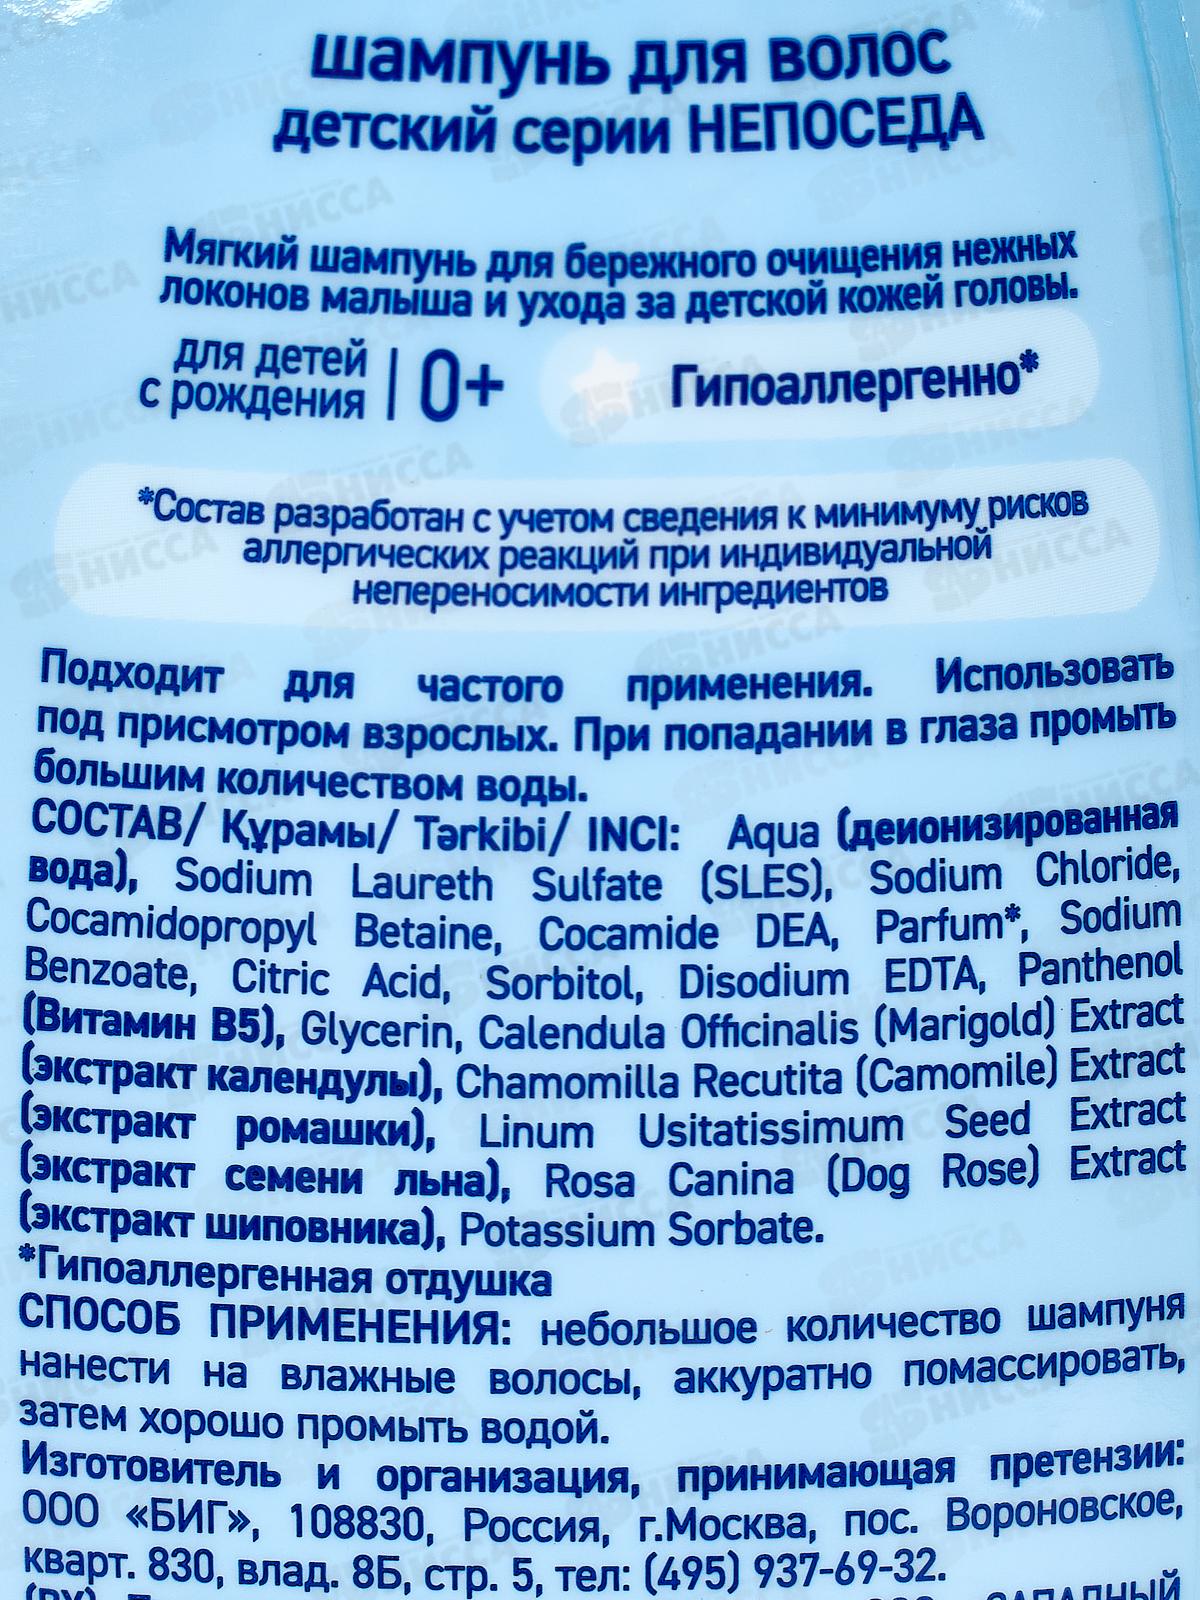 шампунь для волос
детский серии НЕПОСЕДА
Мягкий шампунь для бережного очищения нежных
локонов малыша и ухода за детской кожей головы.
для детей
с рождения | 0+
Гипоаллергенно*
*Состав разработан с учетом сведения к минимуму рисков
аллергических реакций при индивидуальной
непереносимости ингредиентов
Подходит для частого применения. Использовать
под присмотром взрослых. При попадании в глаза промыть
большим количеством воды.
СОСТАВ/ Құрамы/ Tərkibi/ INCI: Aqua (деионизированная
вода), Sodium Laureth Sulfate (SLES), Sodium Chloride,
Cocamidopropyl Betaine, Cocamide DEA, Parfum*, Sodium
Benzoate, Citric Acid, Sorbitol, Disodium EDTA, Panthenol
(Витамин B5), Glycerin, Calendula Officinalis (Marigold) Extract
(экстракт календулы), Chamomilla Recutita (Camomile) Extract
(экстракт ромашки), Linum Usitatissimum Seed Extract
(экстракт семени льна), Rosa Canina (Dog Rose) Extract
(экстракт шиповника), Potassium Sorbate.
*Гипоаллергенная отдушка
СПОСОБ ПРИМЕНЕНИЯ: небольшое количество шампуня
нанести на влажные волосы, аккуратно помассировать,
затем хорошо промыть водой.
Изготовитель и организация, принимающая претензии:
ООО «БИГ», 108830, Россия, г.Москва, пос. Вороновское,
кварт. 830, влад. 8Б, стр. 5, тел: (495) 937-69-32.